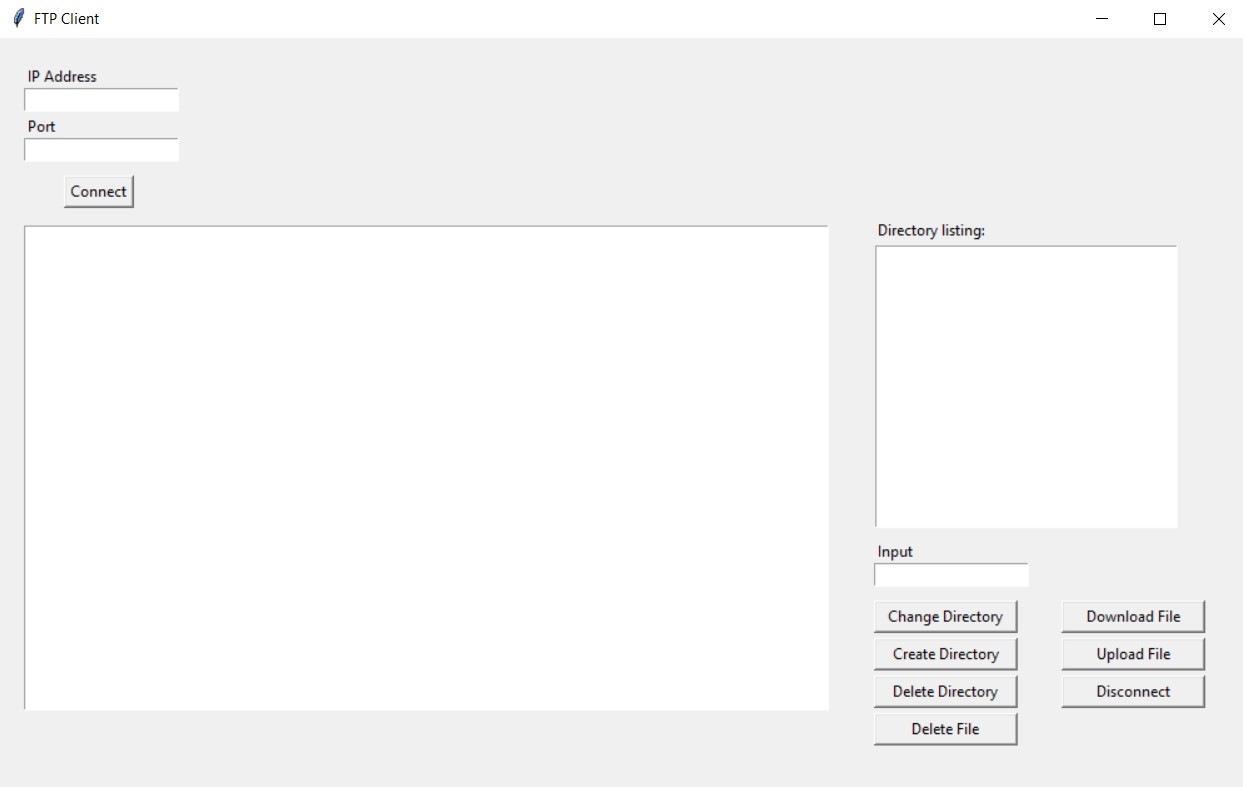 FTP Client
IP Address
Port
Connect
Directory listing:
Input
Change Directory
Download File
Create Directory
Upload File
Delete Directory
Disconnect
Delete File